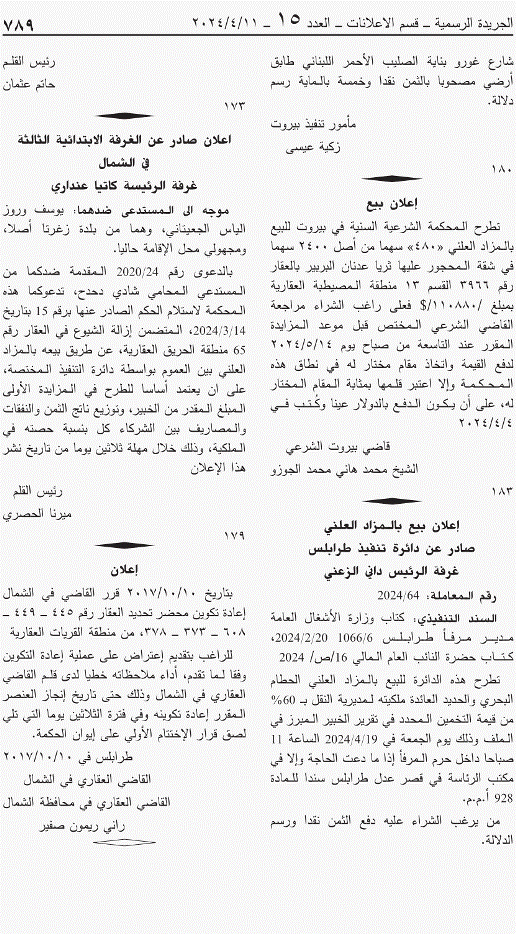 الجريدة الرسمية – قسم الاعلانات – العدد ١٥ – ٢٠٢٤/٤/١١
٧٨٩
شارع غورو بناية الصليب الأحمر اللبناني طابق
أرضي مصحوبا بالثمن نقدا وخمسة بالماية رسم
دلالة.
مأمور تنفيذ بيروت
زكية عيسى
١٨٠
إعلان بيع
تطرح المحكمة الشرعية السنية في بيروت للبيع
بالمزاد العلني «٤٨٠» سهما من أصل ٢٤٠٠ سهما
في شقة المحجور عليها ثريا عدنان البربير بالعقار
رقم ٣٩٦٦ القسم ١٣ منطقة المصيطبة العقارية
بمبلغ /١١٠٨٨٠/$ فعلى راغب الشراء مراجعة
القاضي الشرعي المختص قبل موعد المزايدة
المقرر عند التاسعة من صباح يوم ٢٠٢٤/٥/١٤
لدفع القيمة واتخاذ مقام مختار له في نطاق هذه
المحكمة وإلا اعتبر قلمها بمثابة المقام المختار
له، على أن يكون الدفع بالدولار عينا وكُتب في
٢٠٢٤/٤/٤
قاضي بيروت الشرعي
الشيخ محمد هاني محمد الجوزو
١٨٣
إعلان بيع بالمزاد العلني
صادر عن دائرة تنفيذ طرابلس
غرفة الرئيس داني الزعني
رقم المعاملة: 2024/64
السند التنفيذي: كتاب وزارة الأشغال العامة
مدير مرفأ طرابلس 1066/6 2024/2/20،
كتاب حضرة النائب العام المالي 16/ص/ 2024
تطرح هذه الدائرة للبيع بالمزاد العلني الحطام
البحري والحديد العائدة ملكيته لمديرية النقل بـ 60%
من قيمة التخمين المحدد في تقرير الخبير المبرز في
الملف وذلك يوم الجمعة في 2024/4/19 الساعة 11
صباحا داخل حرم المرفأ إذا ما دعت الحاجة وإلا في
مكتب الرئاسة في قصر عدل طرابلس سندا للمادة
928 أ.م.م.
من يرغب الشراء عليه دفع الثمن نقدا ورسم
الدلالة.
رئيس القلم
حاتم عثمان
١٧٣
اعلان صادر عن الغرفة الابتدائية الثالثة
في الشمال
غرفة الرئيسة كاتيا عنداري
موجه الى المستدعى ضدهما: يوسف وروز
الياس الجعيتاني، وهما من بلدة زغرتا أصلا،
ومجهولي محل الإقامة حاليا.
بالدعوى رقم 2020/24 المقدمة ضدكما من
المستدعي المحامي شادي دحدح، تدعوكما هذه
المحكمة لاستلام الحكم الصادر عنها برقم 15 بتاريخ
2024/3/14، المتضمن إزالة الشيوع في العقار رقم
65 منطقة الحريق العقارية، عن طريق بيعه بالمزاد
العلني بين العموم بواسطة دائرة التنفيذ المختصة،
على ان يعتمد أساسا للطرح في المزايدة الأولى
المبلغ المقدر من الخبير، وتوزيع ناتج الثمن والنفقات
والمصاريف بين الشركاء كل بنسبة حصته في
الملكية، وذلك خلال مهلة ثلاثين يوما من تاريخ نشر
هذا الإعلان
رئيس القلم
ميرنا الحصري
١٧٩
إعلان
بتاريخ ٢٠١٧/١٠/١٠ قرر القاضي في الشمال
إعادة تكوين محضر تحديد العقار رقم ٤٤٥ – ٤٤٩ –
٦٠٨ – ٣٧٣ – ٣٧٨، من منطقة القريات العقارية
للراغب بتقديم إعتراض على عملية إعادة التكوين
وفقا لما تقدم، أداء ملاحظاته خطيا لدى قلم القاضي
العقاري في الشمال وذلك حتى تاريخ إنجاز العنصر
المقرر إعادة تكوينه وفي فترة الثلاثين يوما التي تلي
لصق قرار الإختتام الأولي على إيوان الحكمة.
طرابلس في ٢٠١٧/١٠/١٠
القاضي العقاري في الشمال
القاضي العقاري في محافظة الشمال
راني ريمون صفير